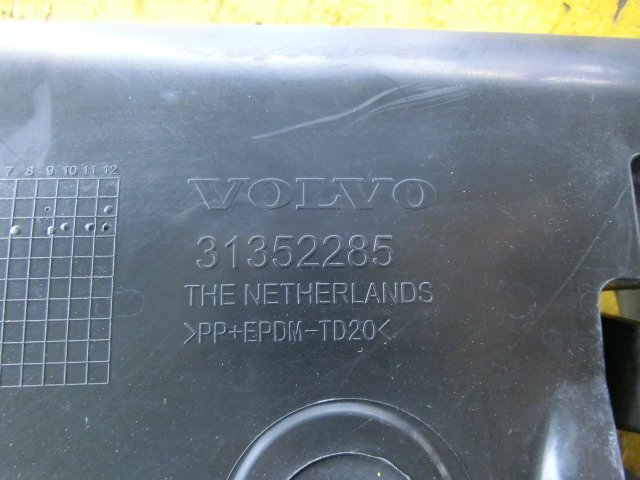 7 8 9 10 11 12
VOLVO
31352285
THE NETHERLANDS
>PP+EPDM-TD20<